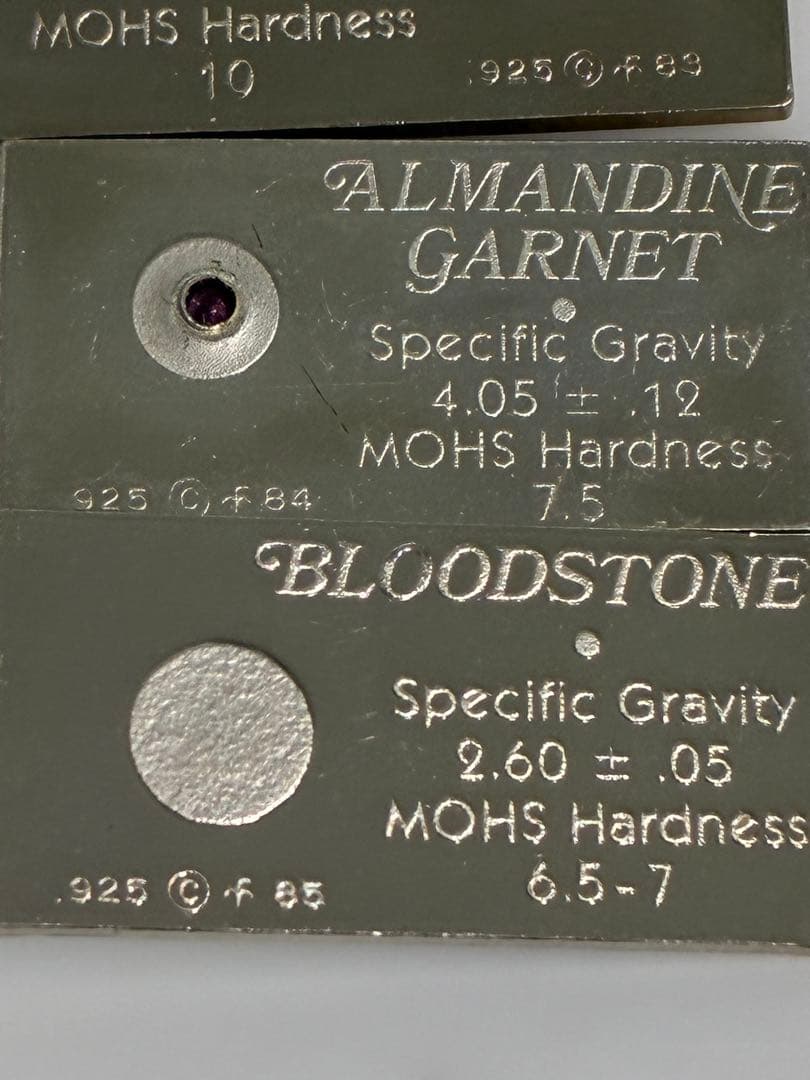 MOHS Hardness
10
.925 © f 83
ALMANDINE
GARNET
Specific Gravity
4.05 ± .12
MOHS Hardness
7.5
.925 © f 84
BLOODSTONE
Specific Gravity
2.60 ± .05
MOHS Hardness
6.5-7
.925 © f 85